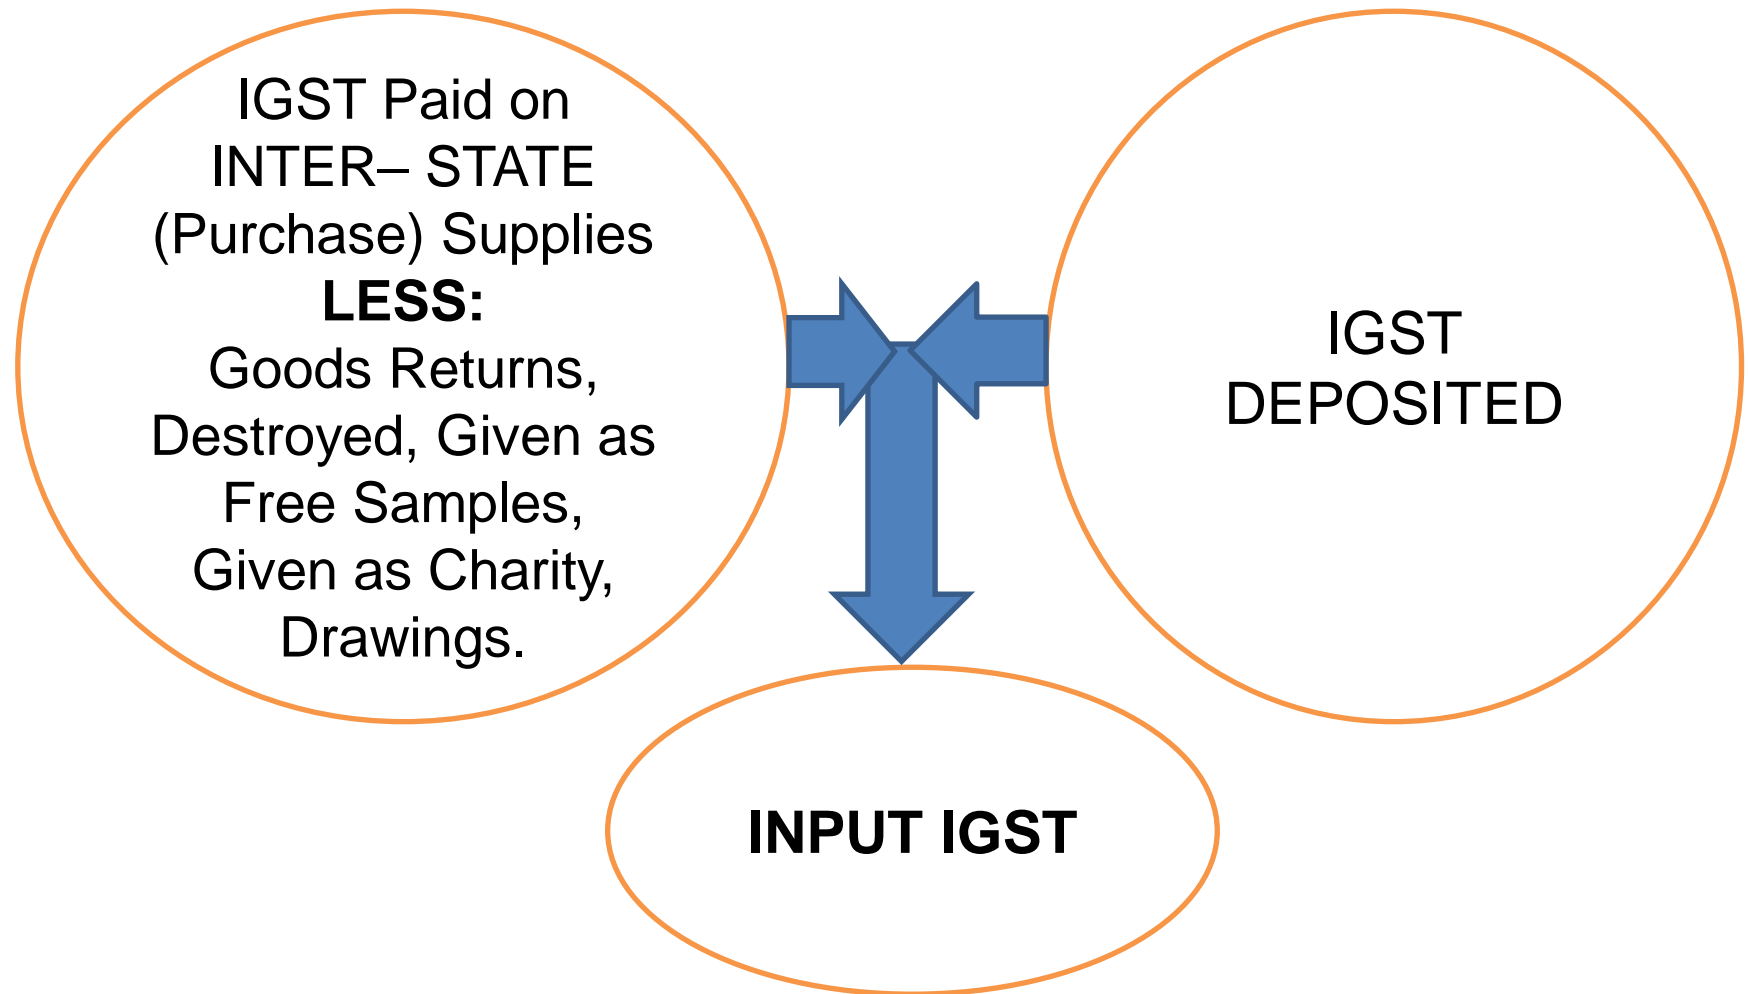 IGST Paid on
INTER– STATE
(Purchase) Supplies
LESS:
Goods Returns,
Destroyed, Given as
Free Samples,
Given as Charity,
Drawings.
IGST
DEPOSITED
INPUT IGST